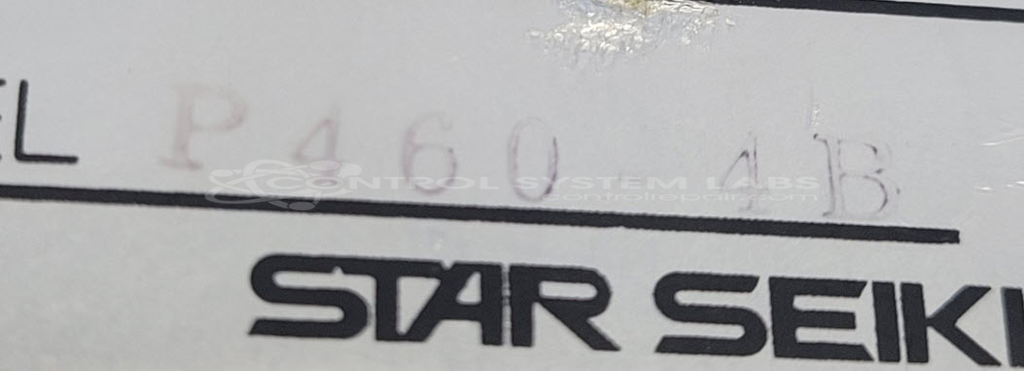 EL P460-4B
CONTROL SYSTEM LABS
controlrepair.com
STAR SEIKI